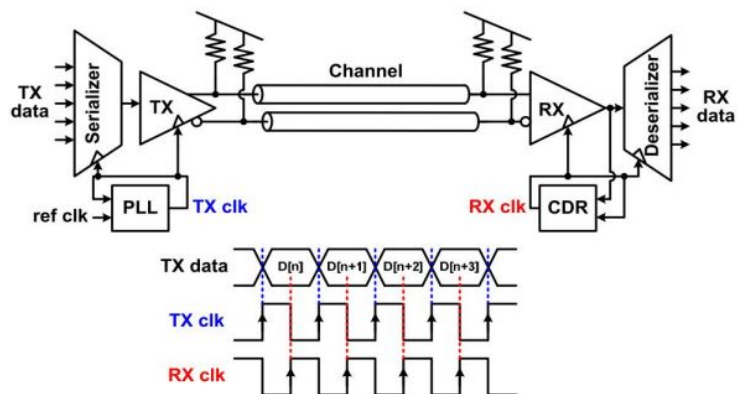 Channel
Serializer
TX
data
TX
RX
Deserializer
RX
data
ref clk
PLL
TX clk
RX clk
CDR
TX data
D[n]
D[n+1]
D[n+2]
D[n+3]
TX clk
RX clk